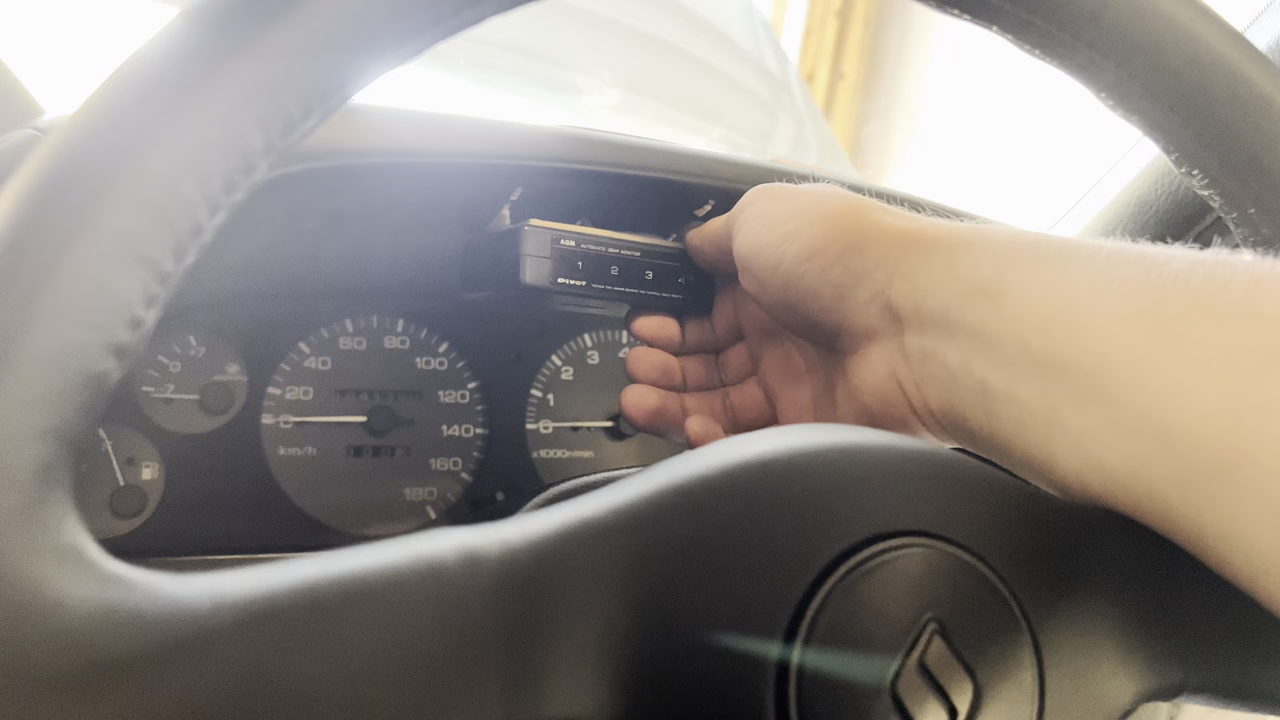 AGM AUTOMATIC GEAR MONITOR
1 2 3 4
PIVOT
0 20 40 60 80 100 120 140 160 180
km/h
0 1 2 3 4
x1000r/min